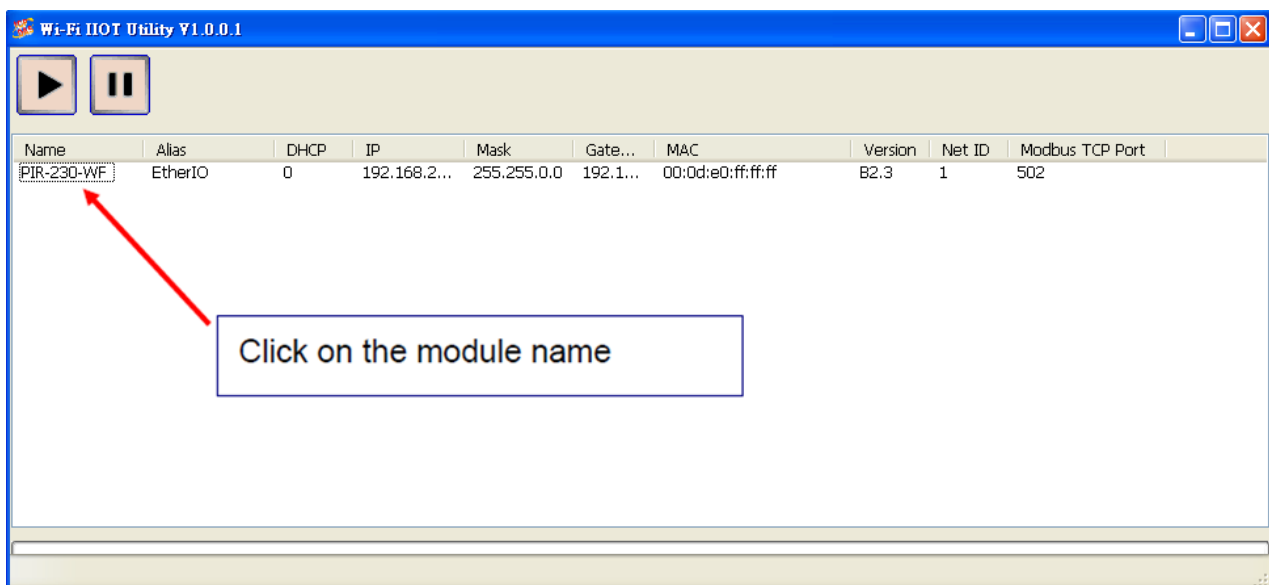 Wi-Fi IIOT Utility V1.0.0.1
Name Alias DHCP IP Mask Gate... MAC Version Net ID Modbus TCP Port
PIR-230-WF EtherIO 0 192.168.2... 255.255.0.0 192.1... 00:0d:e0:ff:ff:ff B2.3 1 502
Click on the module name